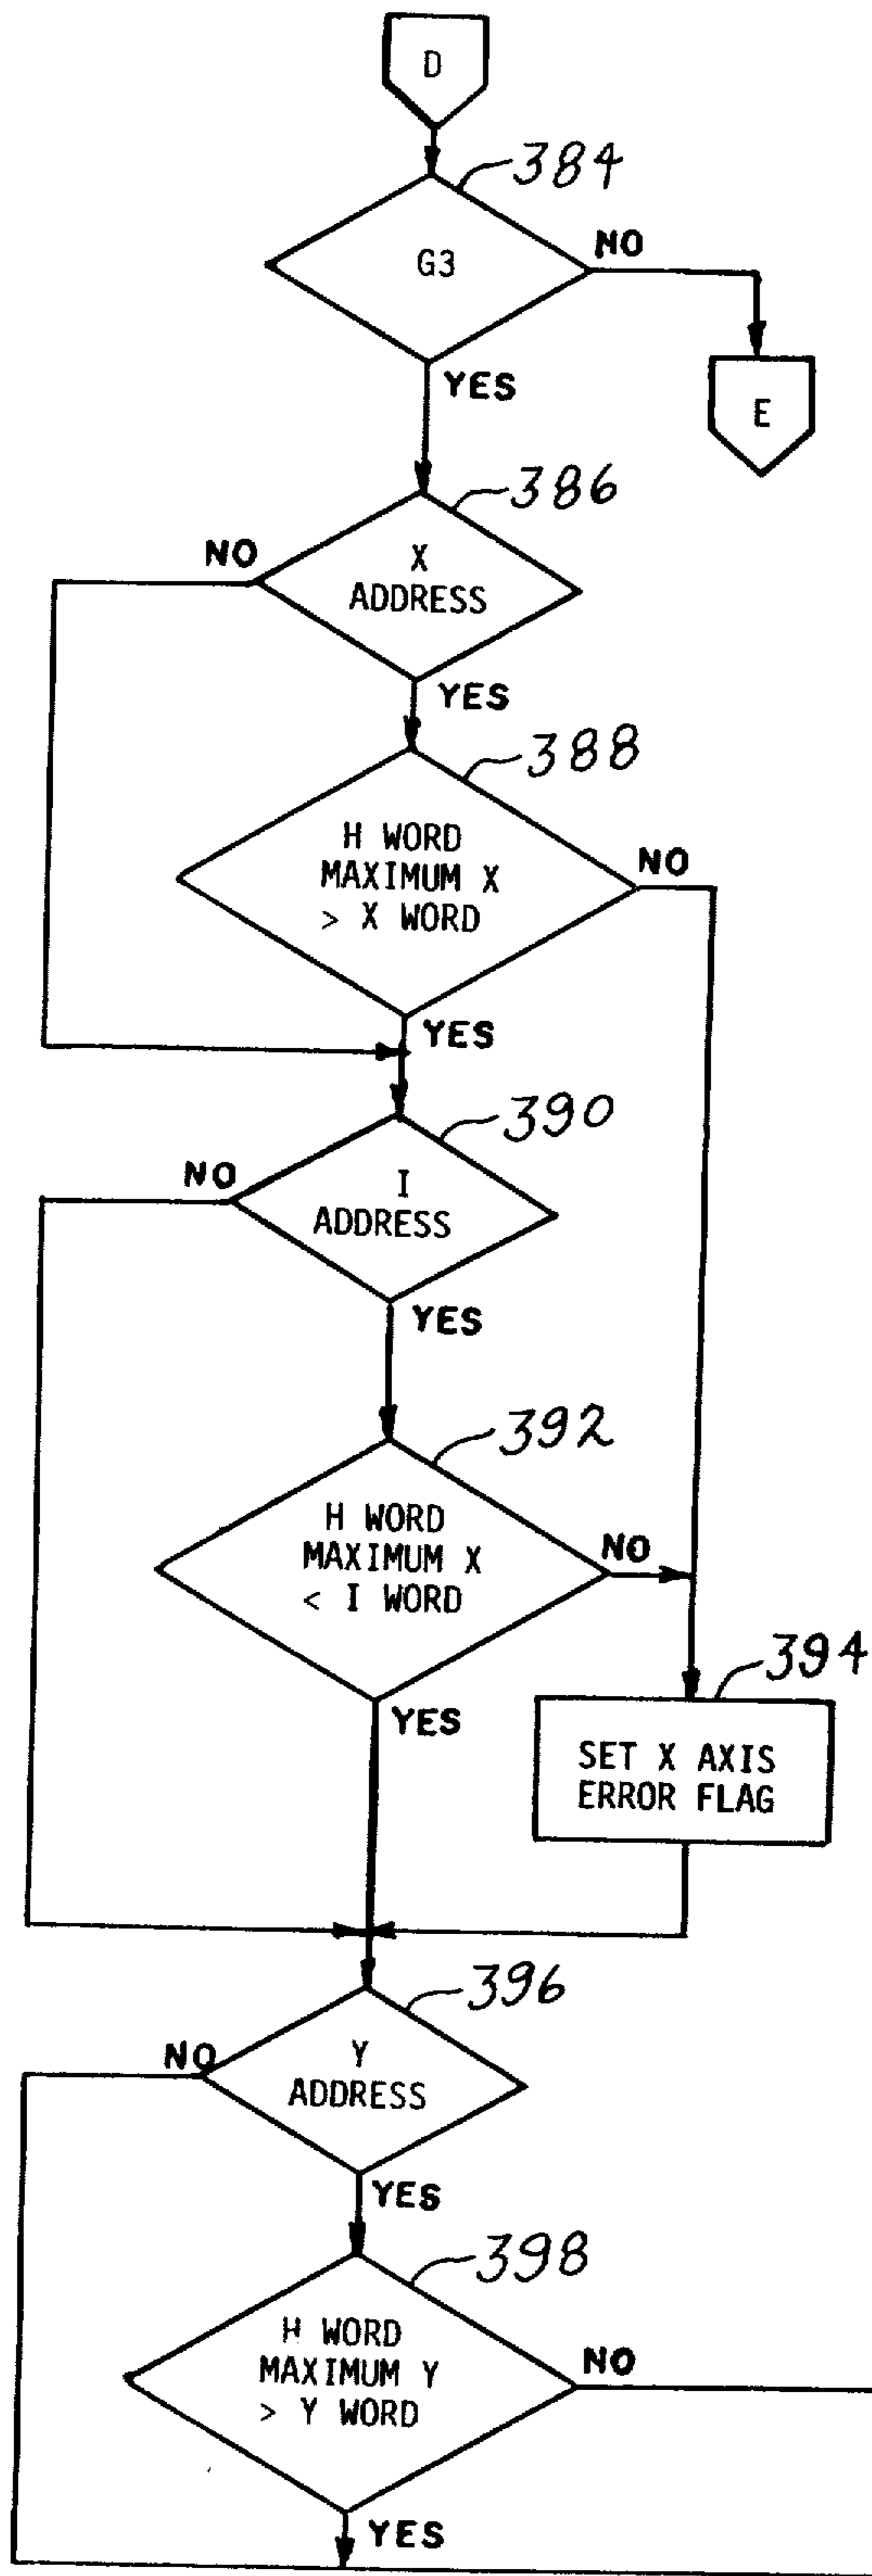 D
384
G3
NO
E
YES
386
NO
X
ADDRESS
YES
388
H WORD
MAXIMUM X
> X WORD
NO
YES
390
NO
I
ADDRESS
YES
392
H WORD
MAXIMUM X
< I WORD
NO
394
YES
SET X AXIS
ERROR FLAG
396
NO
Y
ADDRESS
YES
398
H WORD
MAXIMUM Y
> Y WORD
NO
YES